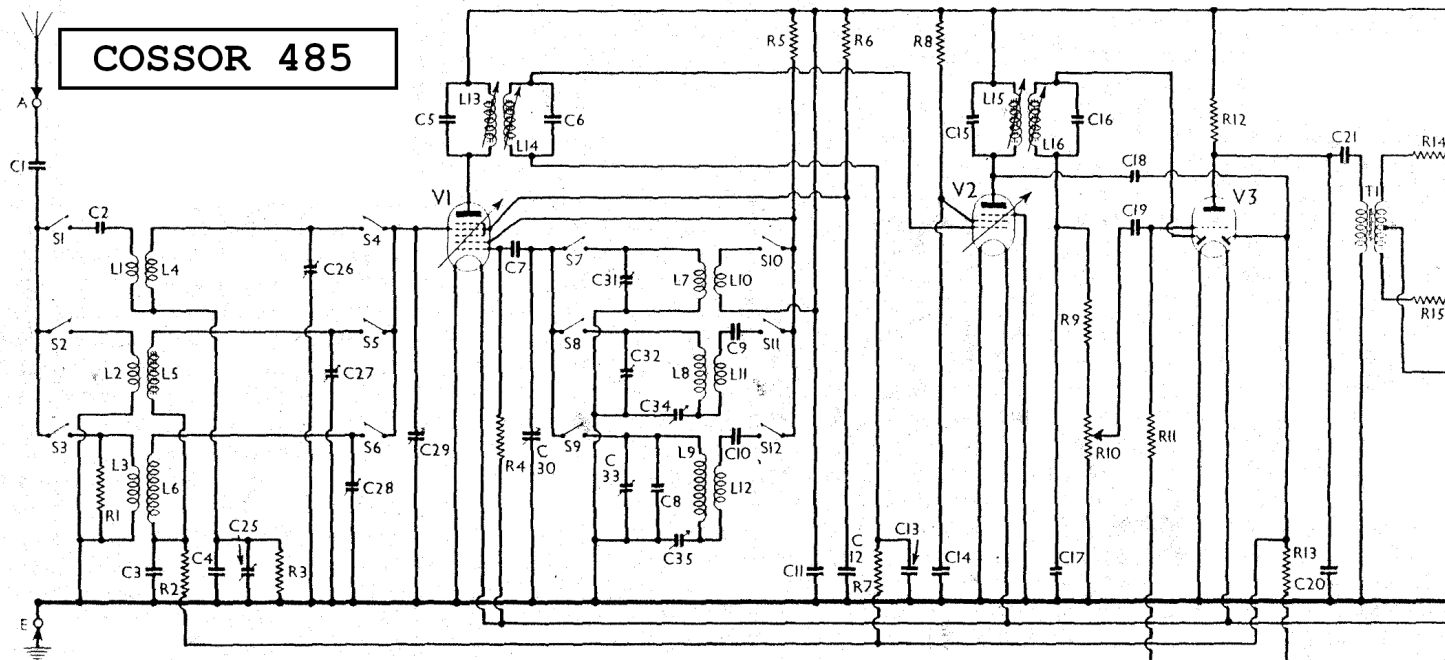 COSSOR 485
R5
R6
R8
L13
C5
C6
L14
L15
C15
C16
L16
R12
C21
R14
A
C1
V1
V2
C18
V3
C19
T1
S1
C2
S4
L1
L4
C26
C7
S7
C31
L7
L10
S10
R9
R15
S2
S5
L2
L5
C27
S8
C32
L8
C9
S11
L11
C34
S3
S6
L3
L6
R1
C28
C29
R4
C
30
S9
C
33
C8
L9
C10
S12
L12
R10
R11
C25
C3
R2
C4
R3
C35
C11
C
12
R7
C13
C14
C17
R13
C20
E